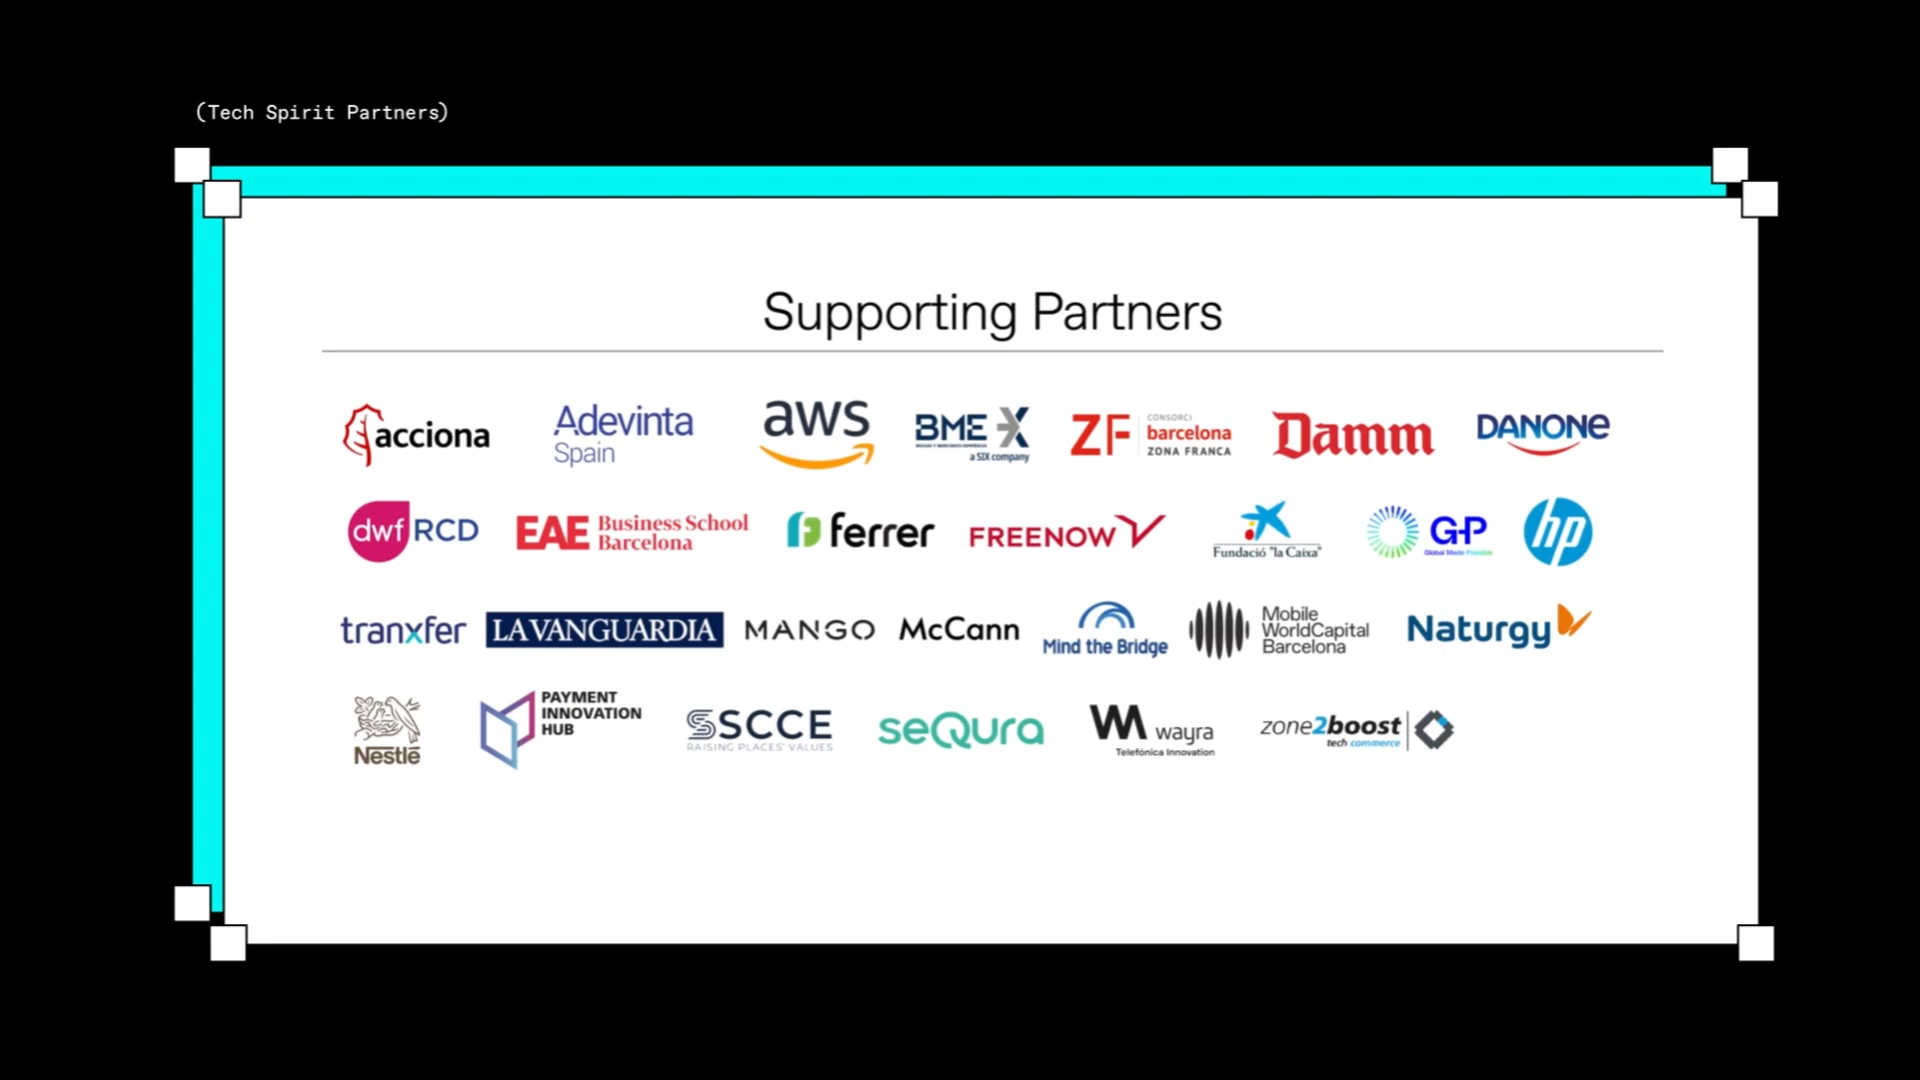 (Tech Spirit Partners)
Supporting Partners
acciona
Adevinta
Spain
aws
BME X
a SIX company
ZF
CONSORCI
barcelona
ZONA FRANCA
Damm
DANONE
dwf RCD
EAE Business School
Barcelona
ferrer
FREENOW
Fundació "la Caixa"
G-P
Global Made Possible
hp
tranxfer
LA VANGUARDIA
MANGO
McCann
Mind the Bridge
Mobile
WorldCapital
Barcelona
Naturgy
Nestlé
PAYMENT
INNOVATION
HUB
SCCE
RAISING PLACES' VALUES
seQura
wayra
Telefónica Innovation
zone2boost
tech commerce